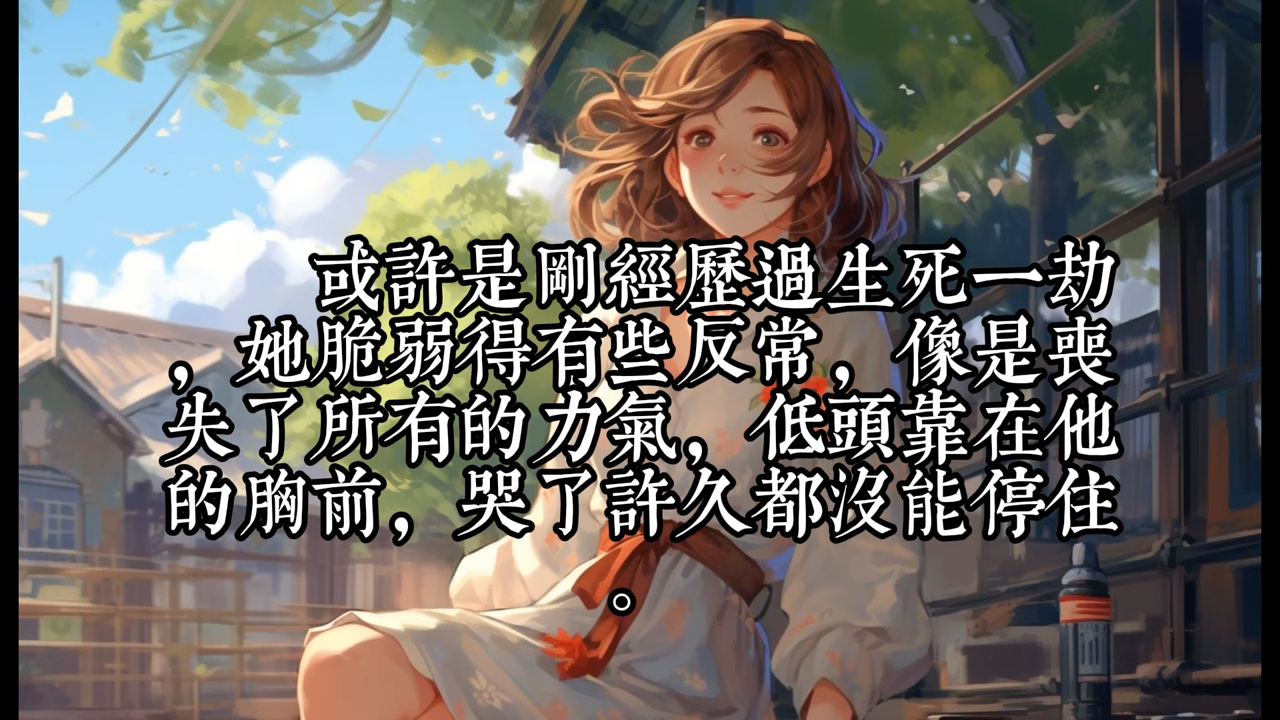 或許是剛經歷過生死一劫
，她脆弱得有些反常，像是喪
失了所有的力氣，低頭靠在他
的胸前，哭了許久都沒能停住
。